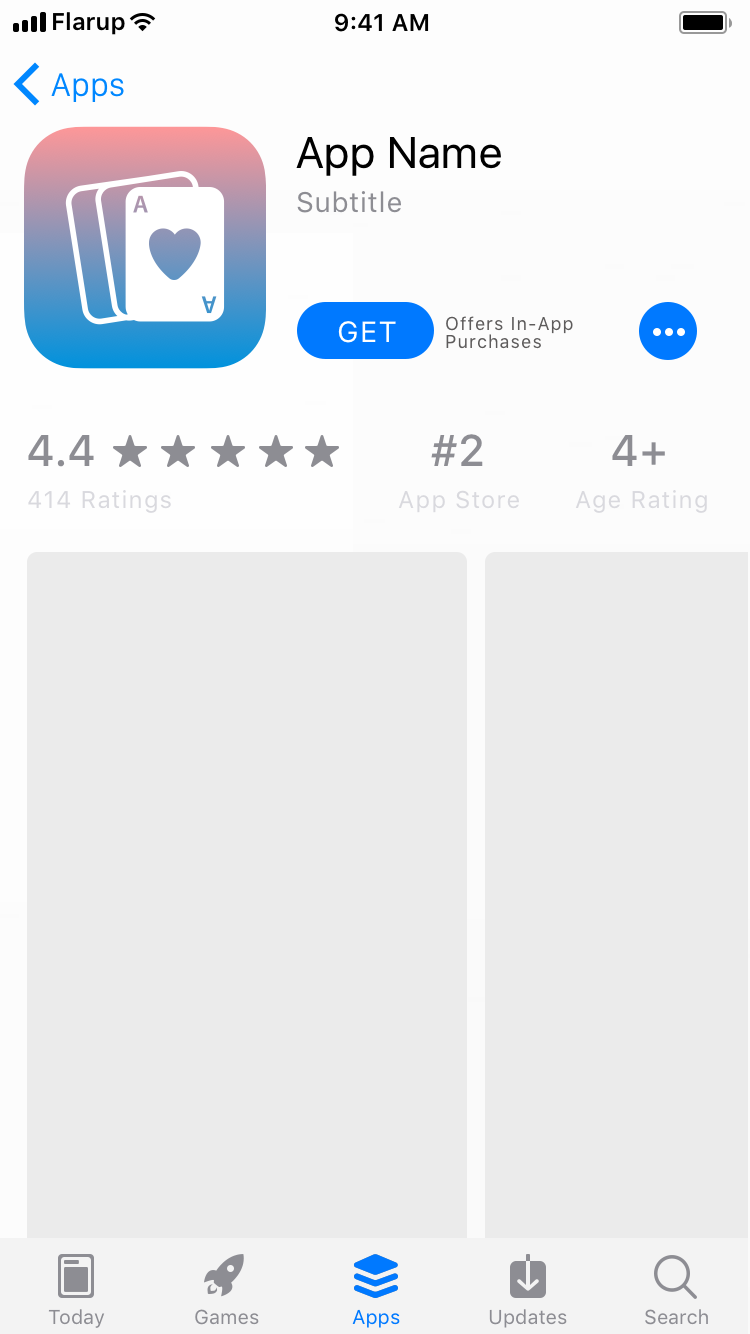 Flarup
9:41 AM
Apps
App Name
Subtitle
GET
Offers In-App
Purchases
A
A
4.4
#2
4+
414 Ratings
App Store
Age Rating
Today
Games
Apps
Updates
Search